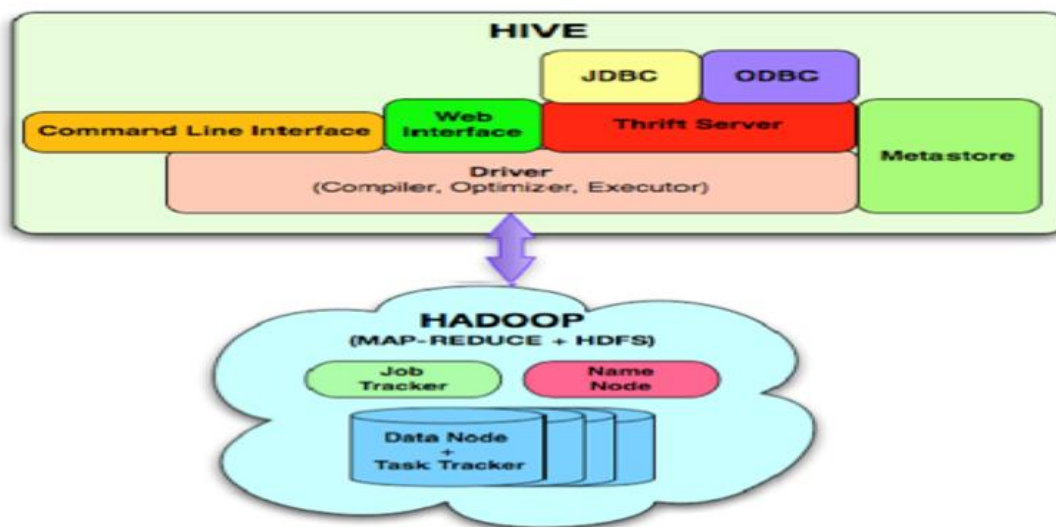 HIVE
JDBC
ODBC
Command Line Interface
Web
Interface
Thrift Server
Metastore
Driver
(Compiler, Optimizer, Executor)
HADOOP
(MAP-REDUCE + HDFS)
Job
Tracker
Name
Node
Data Node
+
Task Tracker